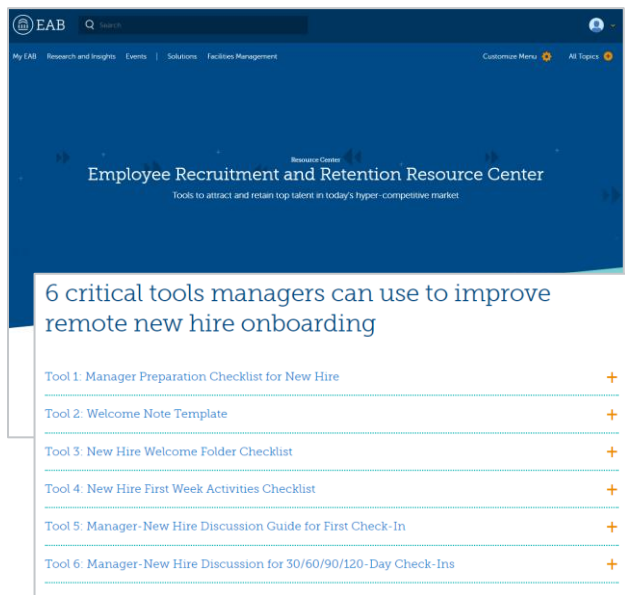 EAB
Search
My EAB Research and Insights Events | Solutions Facilities Management Customize Menu All Topics
Resource Center
Employee Recruitment and Retention Resource Center
Tools to attract and retain top talent in today's hyper-competitive market
6 critical tools managers can use to improve
remote new hire onboarding
Tool 1: Manager Preparation Checklist for New Hire
Tool 2: Welcome Note Template
Tool 3: New Hire Welcome Folder Checklist
Tool 4: New Hire First Week Activities Checklist
Tool 5: Manager-New Hire Discussion Guide for First Check-In
Tool 6: Manager-New Hire Discussion for 30/60/90/120-Day Check-Ins